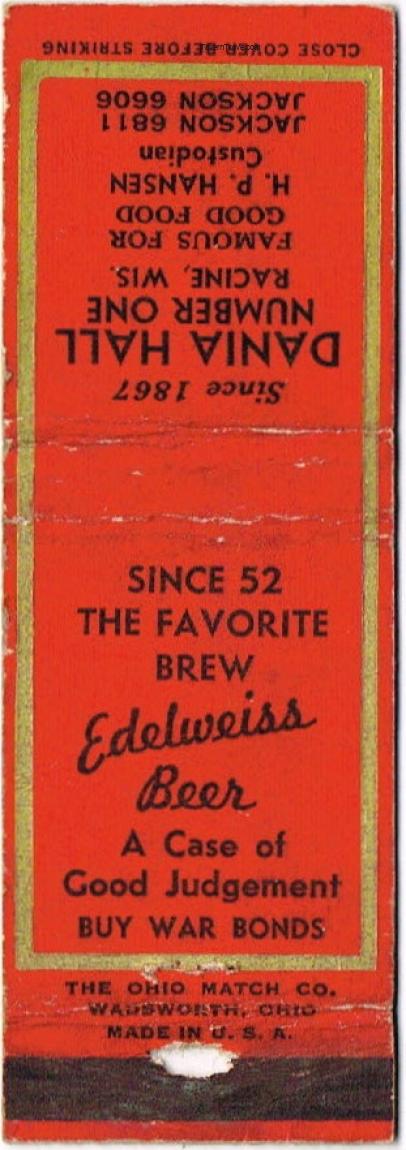 CLOSE COVER BEFORE STRIKING
Since 1867
DANIA HALL
NUMBER ONE
RACINE, WIS.
FAMOUS FOR
GOOD FOOD
H. P. HANSEN
Custodian
JACKSON 6811
JACKSON 6606
SINCE 52
THE FAVORITE
BREW
Edelweiss
Beer
A Case of
Good Judgement
BUY WAR BONDS
THE OHIO MATCH CO.
WADSWORTH, OHIO
MADE IN U. S. A.